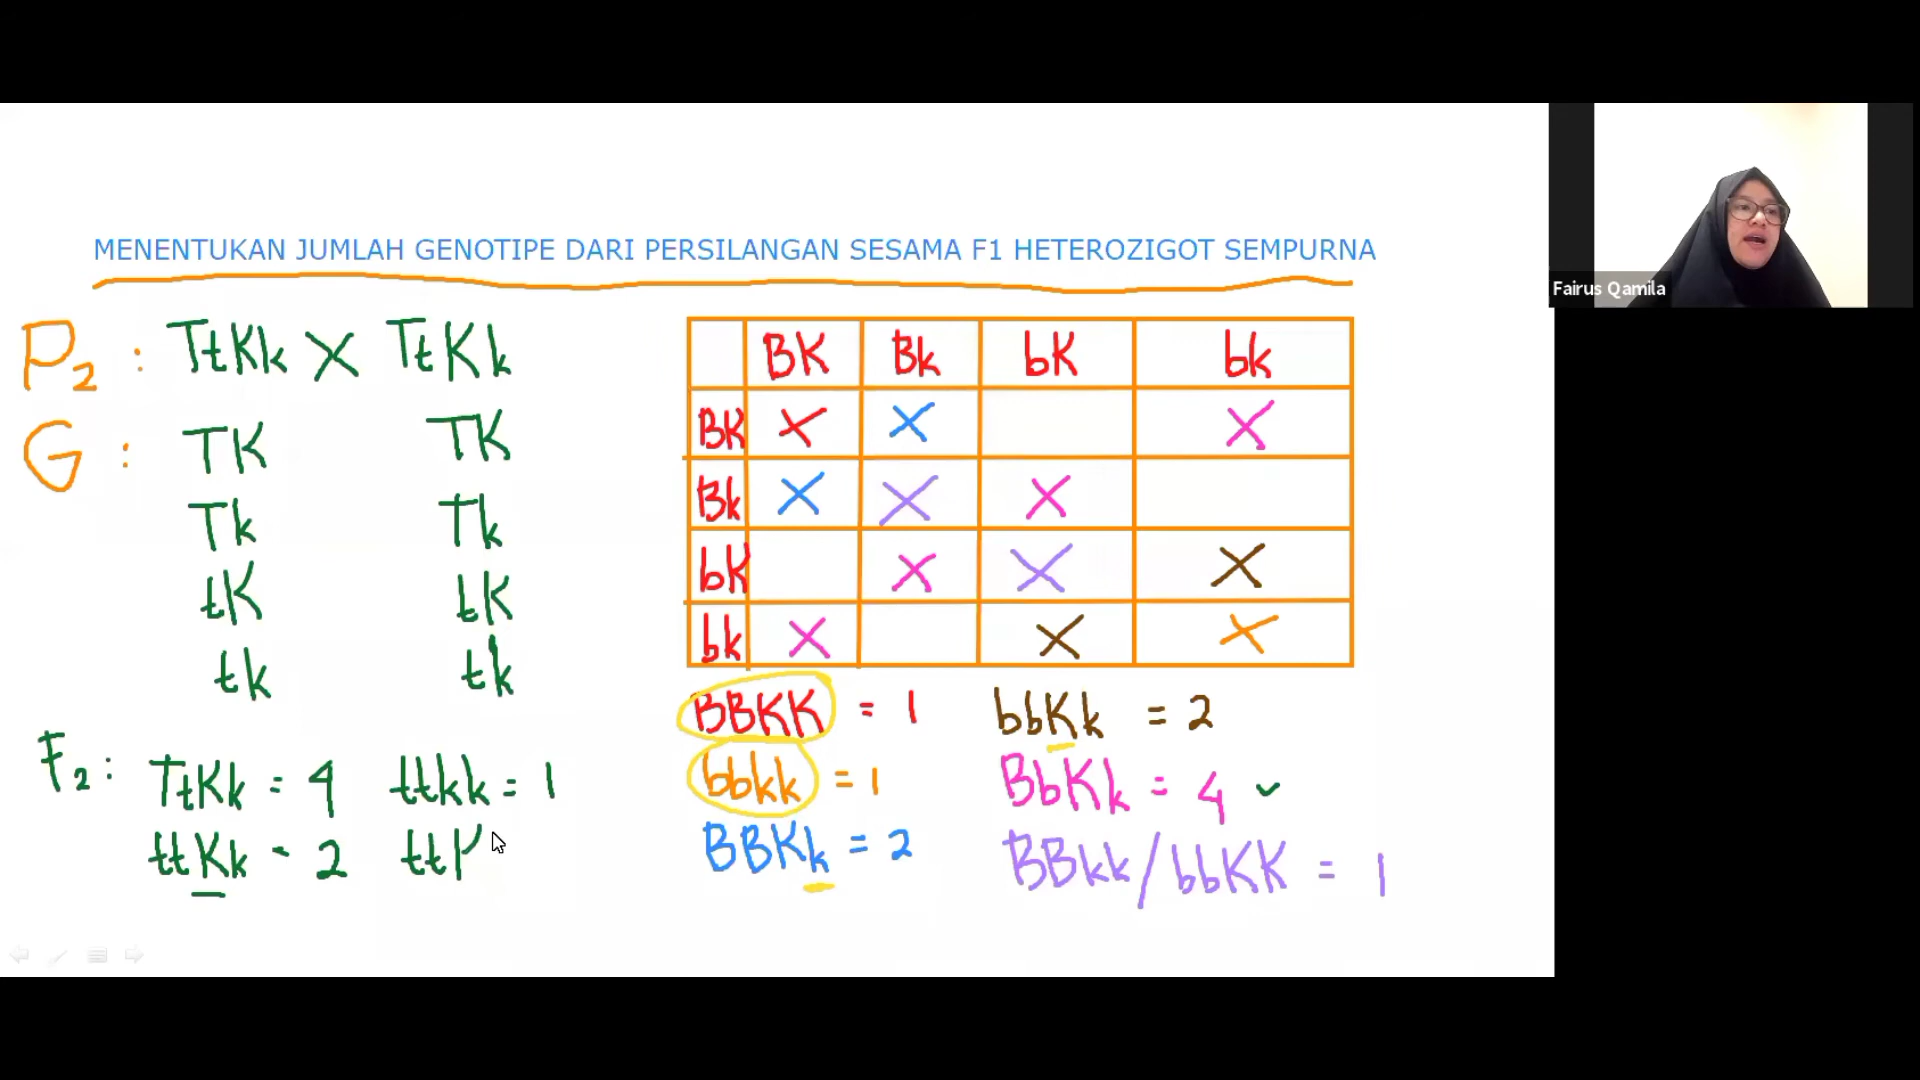 MENENTUKAN JUMLAH GENOTIPE DARI PERSILANGAN SESAMA F1 HETEROZIGOT SEMPURNA
Fairus Qamila
P2 : TtKk X TtKk
G : TK TK
Tk Tk
tK tK
tk tk
F2 : TtKk = 4 ttkk = 1
ttKk - 2 ttK
BK Bk bK bk
BK X X X
Bk X X X
bK X X X
bk X X X
BBKK = 1 bbKk = 2
bbkk = 1 BbKk = 4 ✓
BBKk = 2 BBkk/bbKK = 1